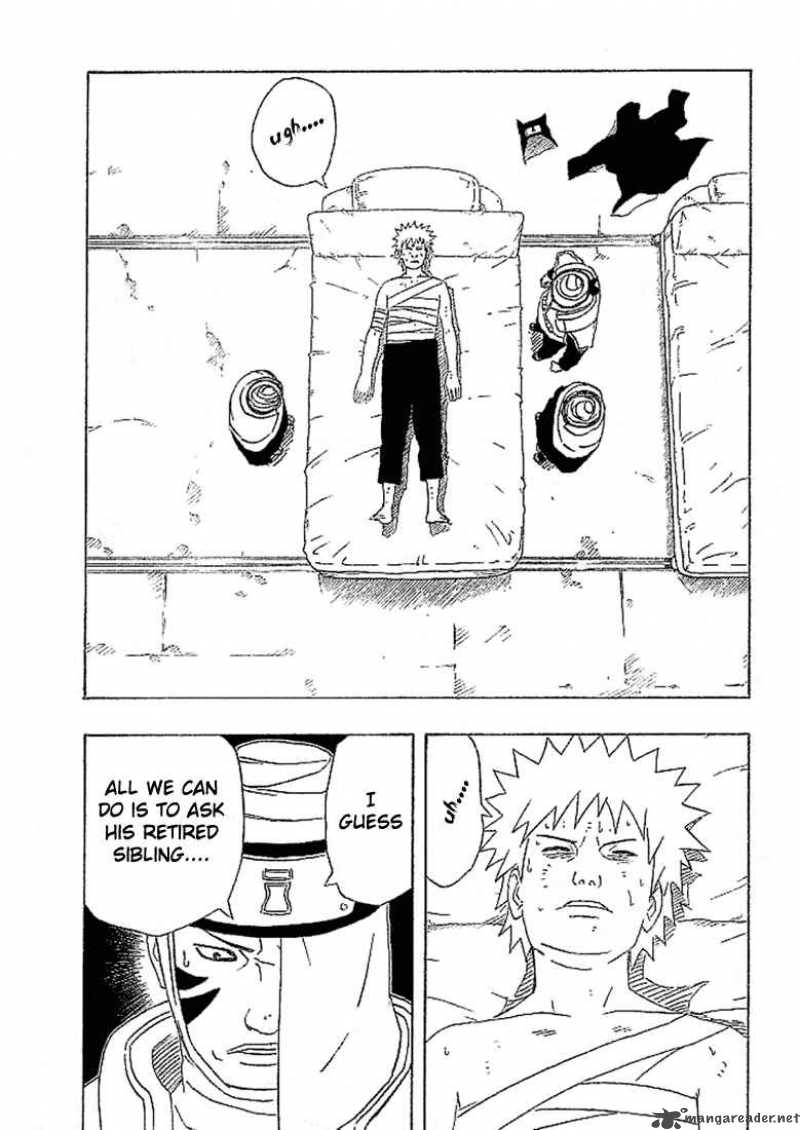 ugh....
uh....
I
GUESS
ALL WE CAN
DO IS TO ASK
HIS RETIRED
SIBLING....
mangareader.net